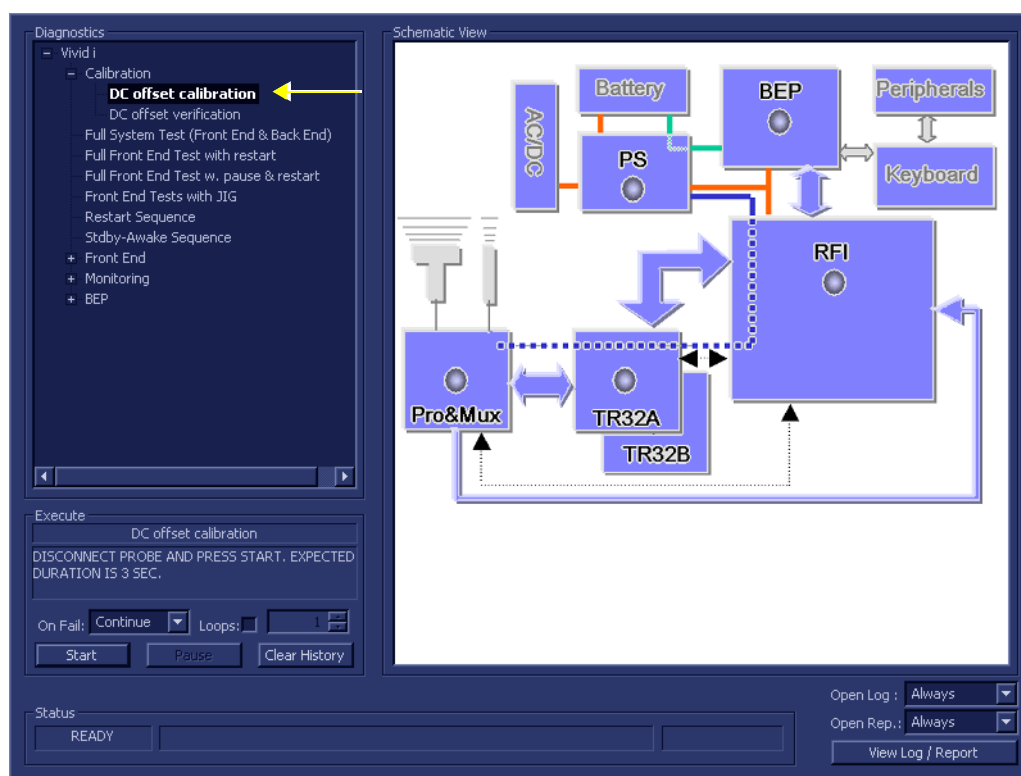 Diagnostics
Vivid i
Calibration
DC offset calibration
DC offset verification
Full System Test (Front End & Back End)
Full Front End Test with restart
Full Front End Test w. pause & restart
Front End Tests with JIG
Restart Sequence
Stdby-Awake Sequence
Front End
Monitoring
BEP
Execute
DC offset calibration
DISCONNECT PROBE AND PRESS START. EXPECTED
DURATION IS 3 SEC.
On Fail: Continue Loops: 1
Start Pause Clear History
Schematic View
AC/DC
Battery
BEP
Peripherals
PS
Keyboard
RFI
Pro&Mux
TR32A
TR32B
Status
READY
Open Log : Always
Open Rep.: Always
View Log / Report